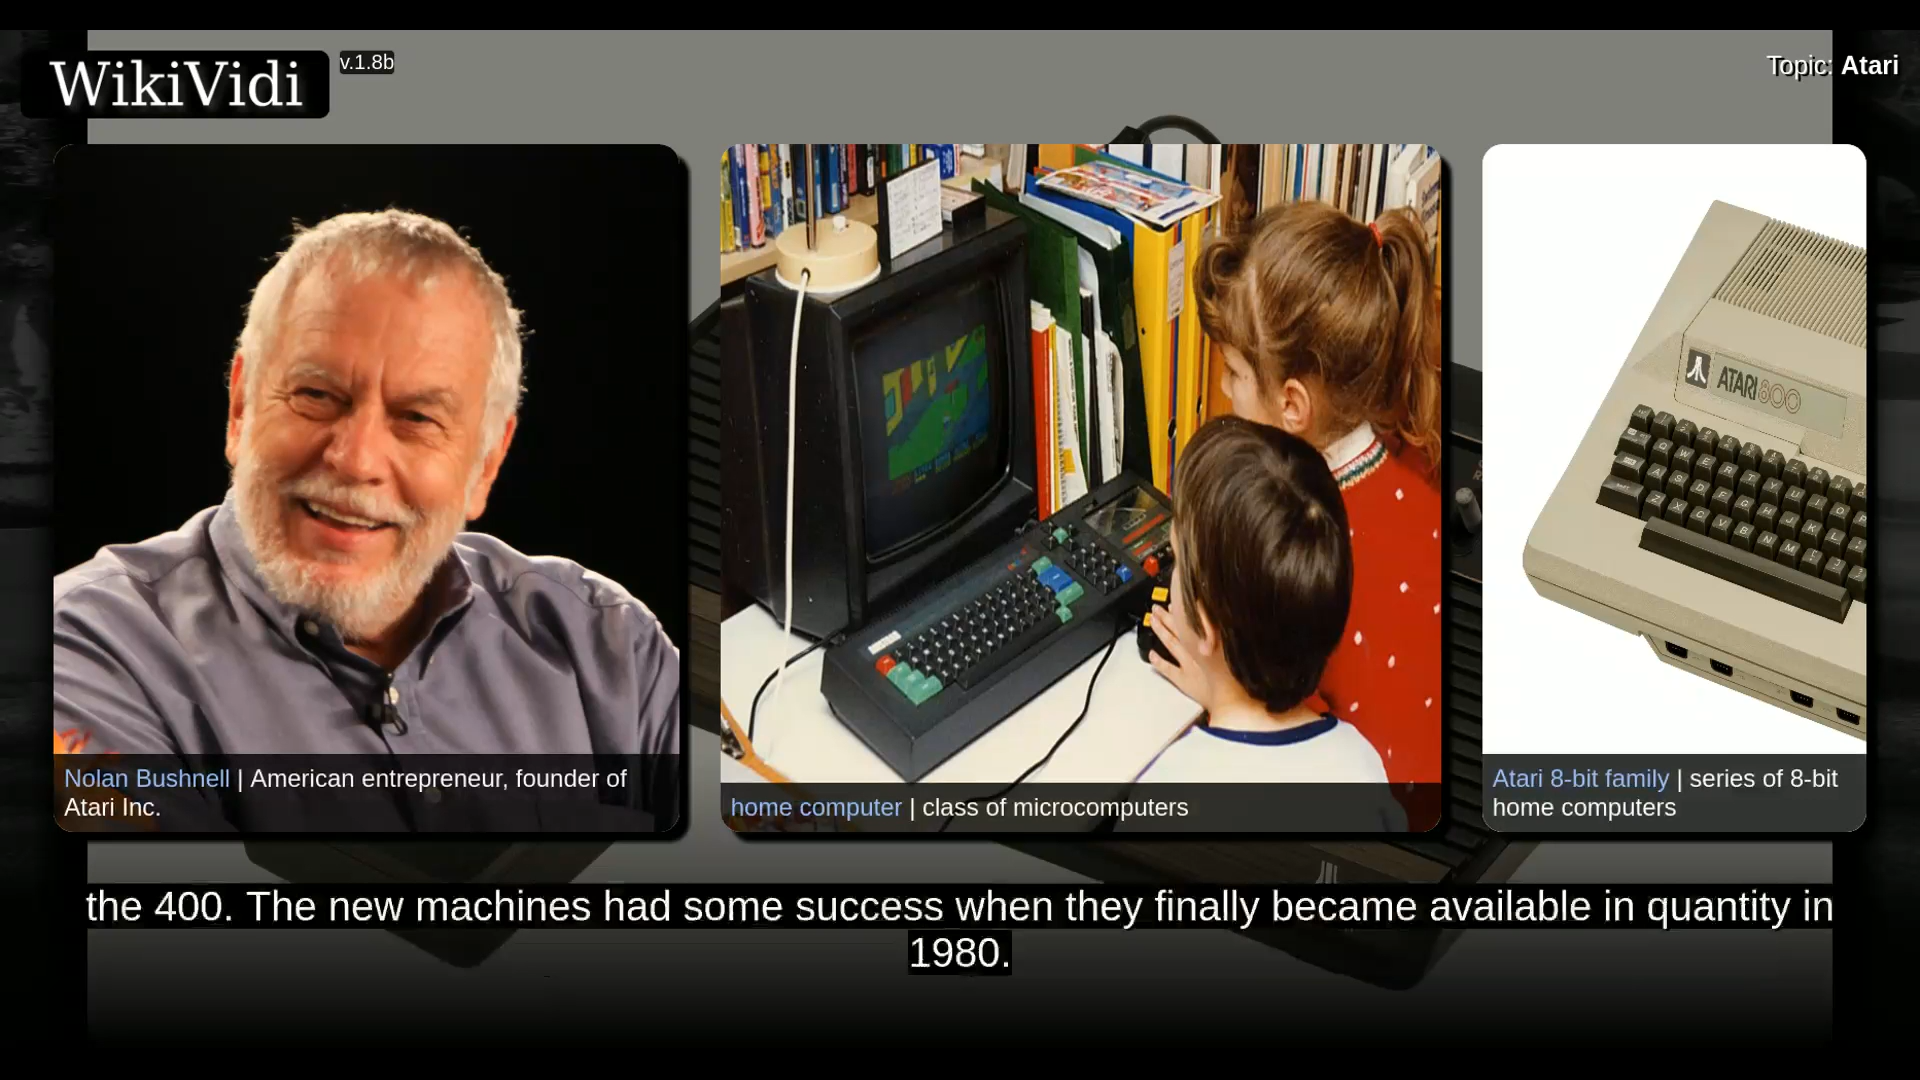 WikiVidi
v.1.8b
Topic: Atari
ATARI 800
Nolan Bushnell | American entrepreneur, founder of
Atari Inc.
home computer | class of microcomputers
Atari 8-bit family | series of 8-bit
home computers
the 400. The new machines had some success when they finally became available in quantity in
1980.